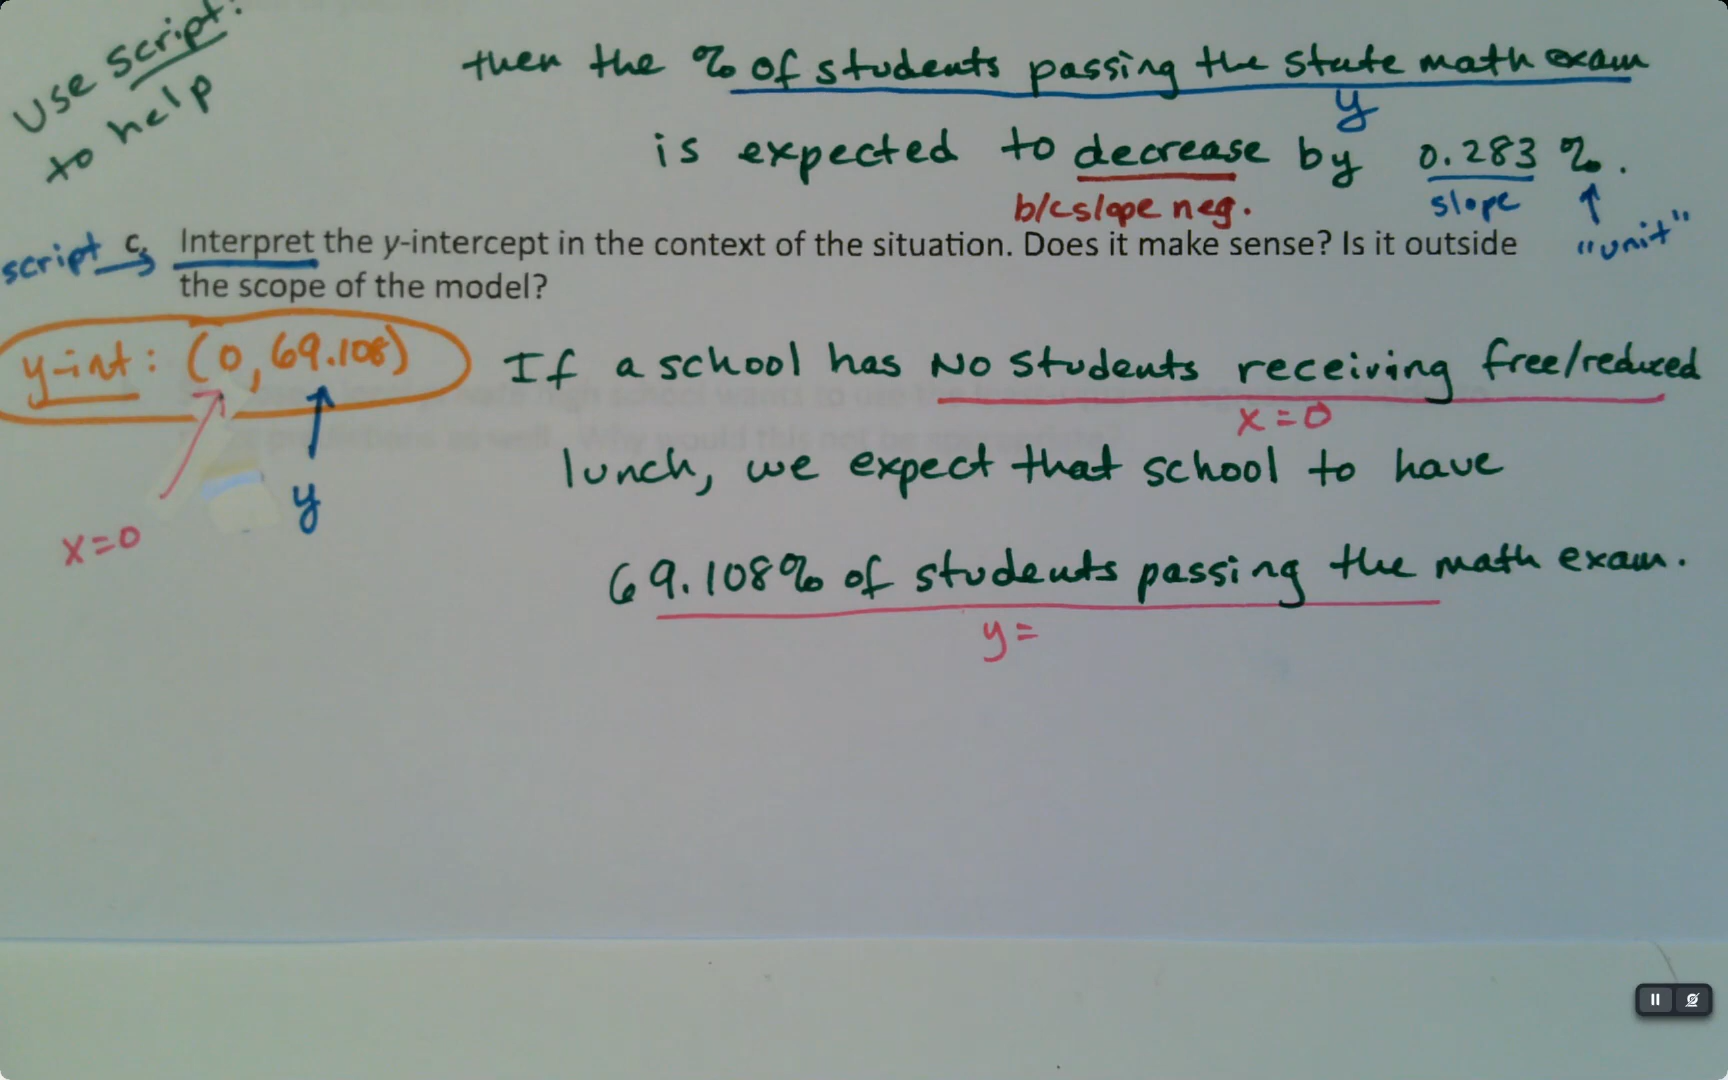 Use script!
to help
then the % of students passing the state math exam
y
is expected to decrease by 0.283 %.
b/c slope neg.
slope
"unit"
script
c. Interpret the y-intercept in the context of the situation. Does it make sense? Is it outside
the scope of the model?
y-int: (0, 69.108)
If a school has No students receiving free/reduced
x=0
lunch, we expect that school to have
y
x=0
69.108% of students passing the math exam.
y=